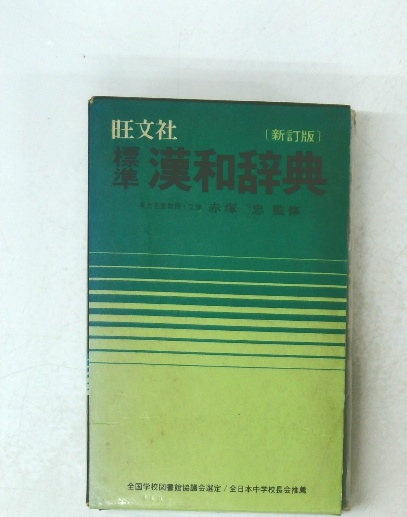 旺文社
〔新訂版〕
標準 漢和辞典
赤塚 忠 監修
全国学校図書館協議会選定/全日本中学校長会推薦